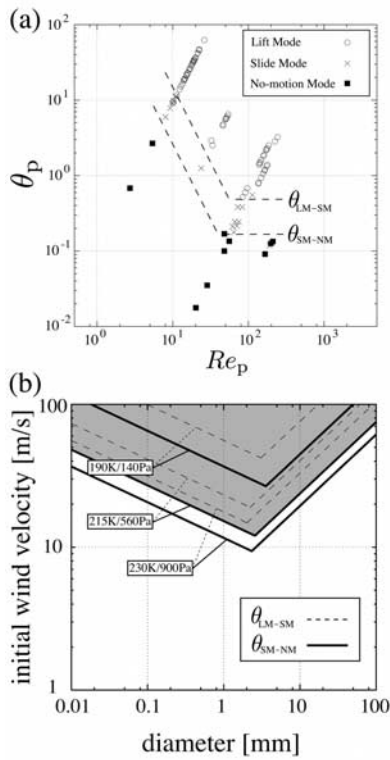 (a)
10²
10¹
10⁰
10⁻¹
10⁻²
θp
Lift Mode
Slide Mode
No-motion Mode
θLM-SM
θSM-NM
10⁰ 10¹ 10² 10³
Rep
(b)
100
10
1
initial wind velocity [m/s]
190K/140Pa
215K/560Pa
230K/900Pa
θLM-SM
θSM-NM
0.01 0.1 1 10 100
diameter [mm]